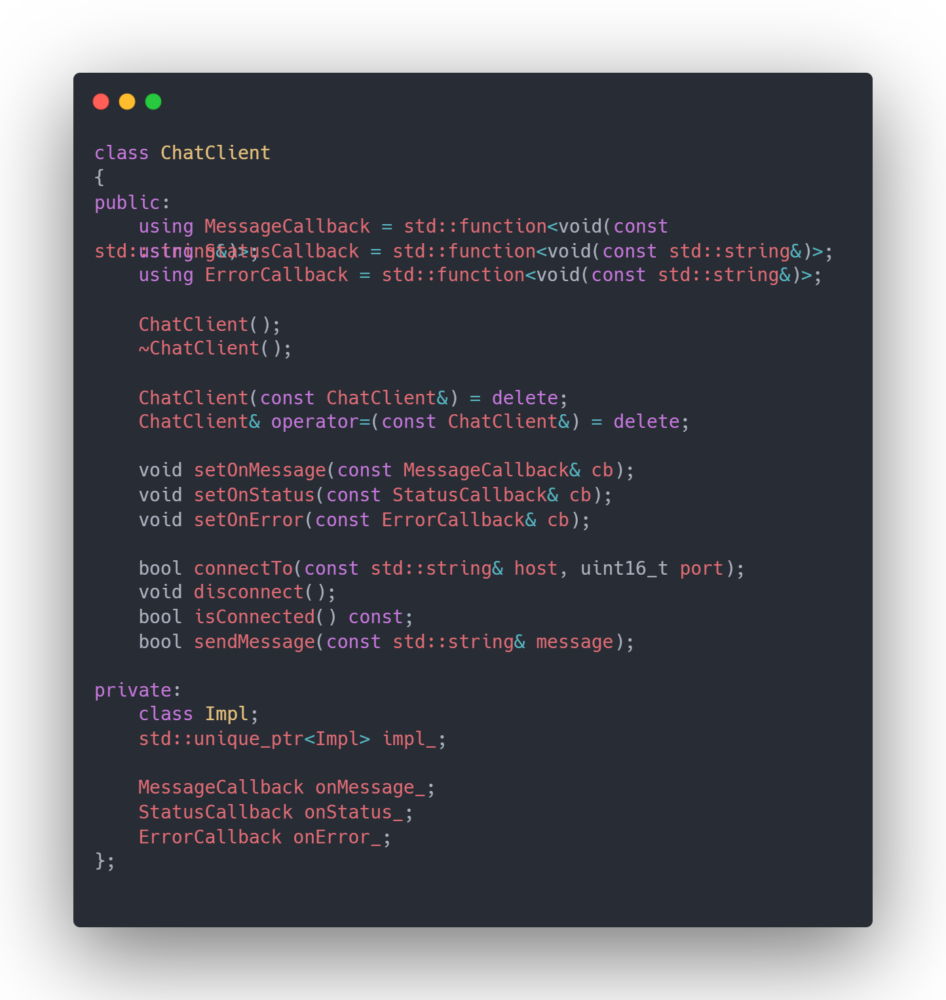 class ChatClient
{
public:
    using MessageCallback = std::function<void(const
std::string&)>;
    using StatusCallback = std::function<void(const std::string&)>;
    using ErrorCallback = std::function<void(const std::string&)>;

    ChatClient();
    ~ChatClient();

    ChatClient(const ChatClient&) = delete;
    ChatClient& operator=(const ChatClient&) = delete;

    void setOnMessage(const MessageCallback& cb);
    void setOnStatus(const StatusCallback& cb);
    void setOnError(const ErrorCallback& cb);

    bool connectTo(const std::string& host, uint16_t port);
    void disconnect();
    bool isConnected() const;
    bool sendMessage(const std::string& message);

private:
    class Impl;
    std::unique_ptr<Impl> impl_;

    MessageCallback onMessage_;
    StatusCallback onStatus_;
    ErrorCallback onError_;
};